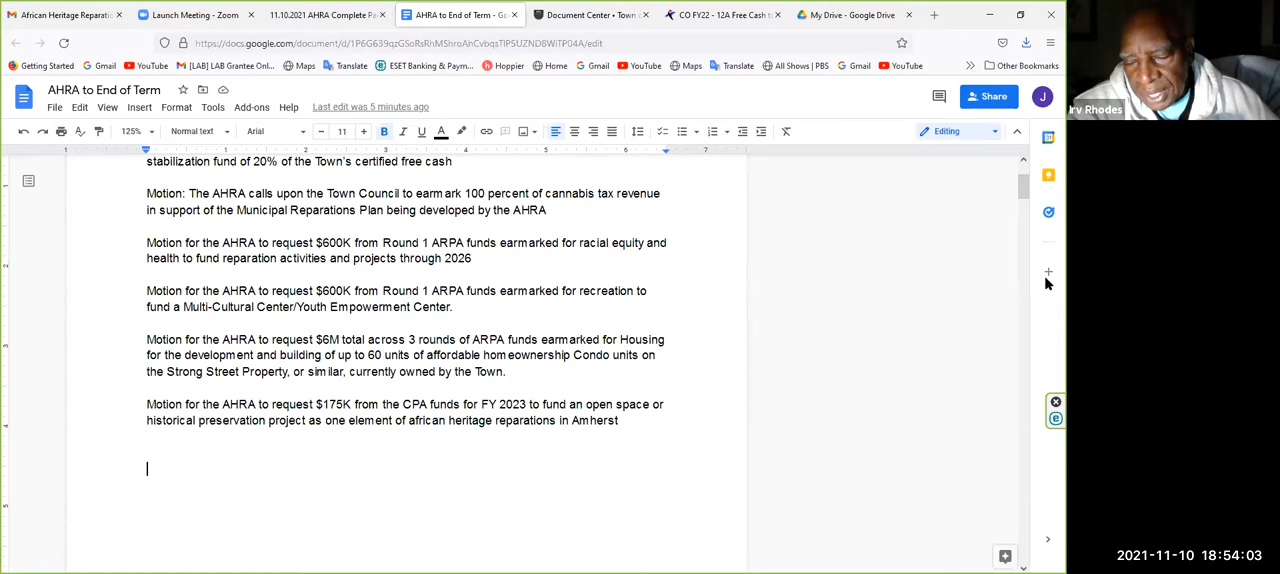 African Heritage Reparati
Launch Meeting - Zoom
11.10.2021 AHRA Complete Pa
AHRA to End of Term - Go
Document Center • Town o
CO FY22 - 12A Free Cash t
My Drive - Google Drive
https://docs.google.com/document/d/
/edit
Getting Started
Gmail
YouTube
[LAB] LAB Grantee Onl...
Maps
Translate
ESET Banking & Paym...
Hoppier
Home
Gmail
YouTube
Maps
Translate
All Shows | PBS
Gmail
YouTube
Other Bookmarks
AHRA to End of Term
File Edit View Insert Format Tools Add-ons Help Last edit was 5 minutes ago
Share
J
125% Normal text Arial 11 B I U A
Editing
1 1 2 3 4 5 6 7
stabilization fund of 20% of the Town's certified free cash
Motion: The AHRA calls upon the Town Council to earmark 100 percent of cannabis tax revenue
in support of the Municipal Reparations Plan being developed by the AHRA
Motion for the AHRA to request $600K from Round 1 ARPA funds earmarked for racial equity and
health to fund reparation activities and projects through 2026
Motion for the AHRA to request $600K from Round 1 ARPA funds earmarked for recreation to
fund a Multi-Cultural Center/Youth Empowerment Center.
Motion for the AHRA to request $6M total across 3 rounds of ARPA funds earmarked for Housing
for the development and building of up to 60 units of affordable homeownership Condo units on
the Strong Street Property, or similar, currently owned by the Town.
Motion for the AHRA to request $175K from the CPA funds for FY 2023 to fund an open space or
historical preservation project as one element of african heritage reparations in Amherst
Irv Rhodes
2021-11-10 18:54:03